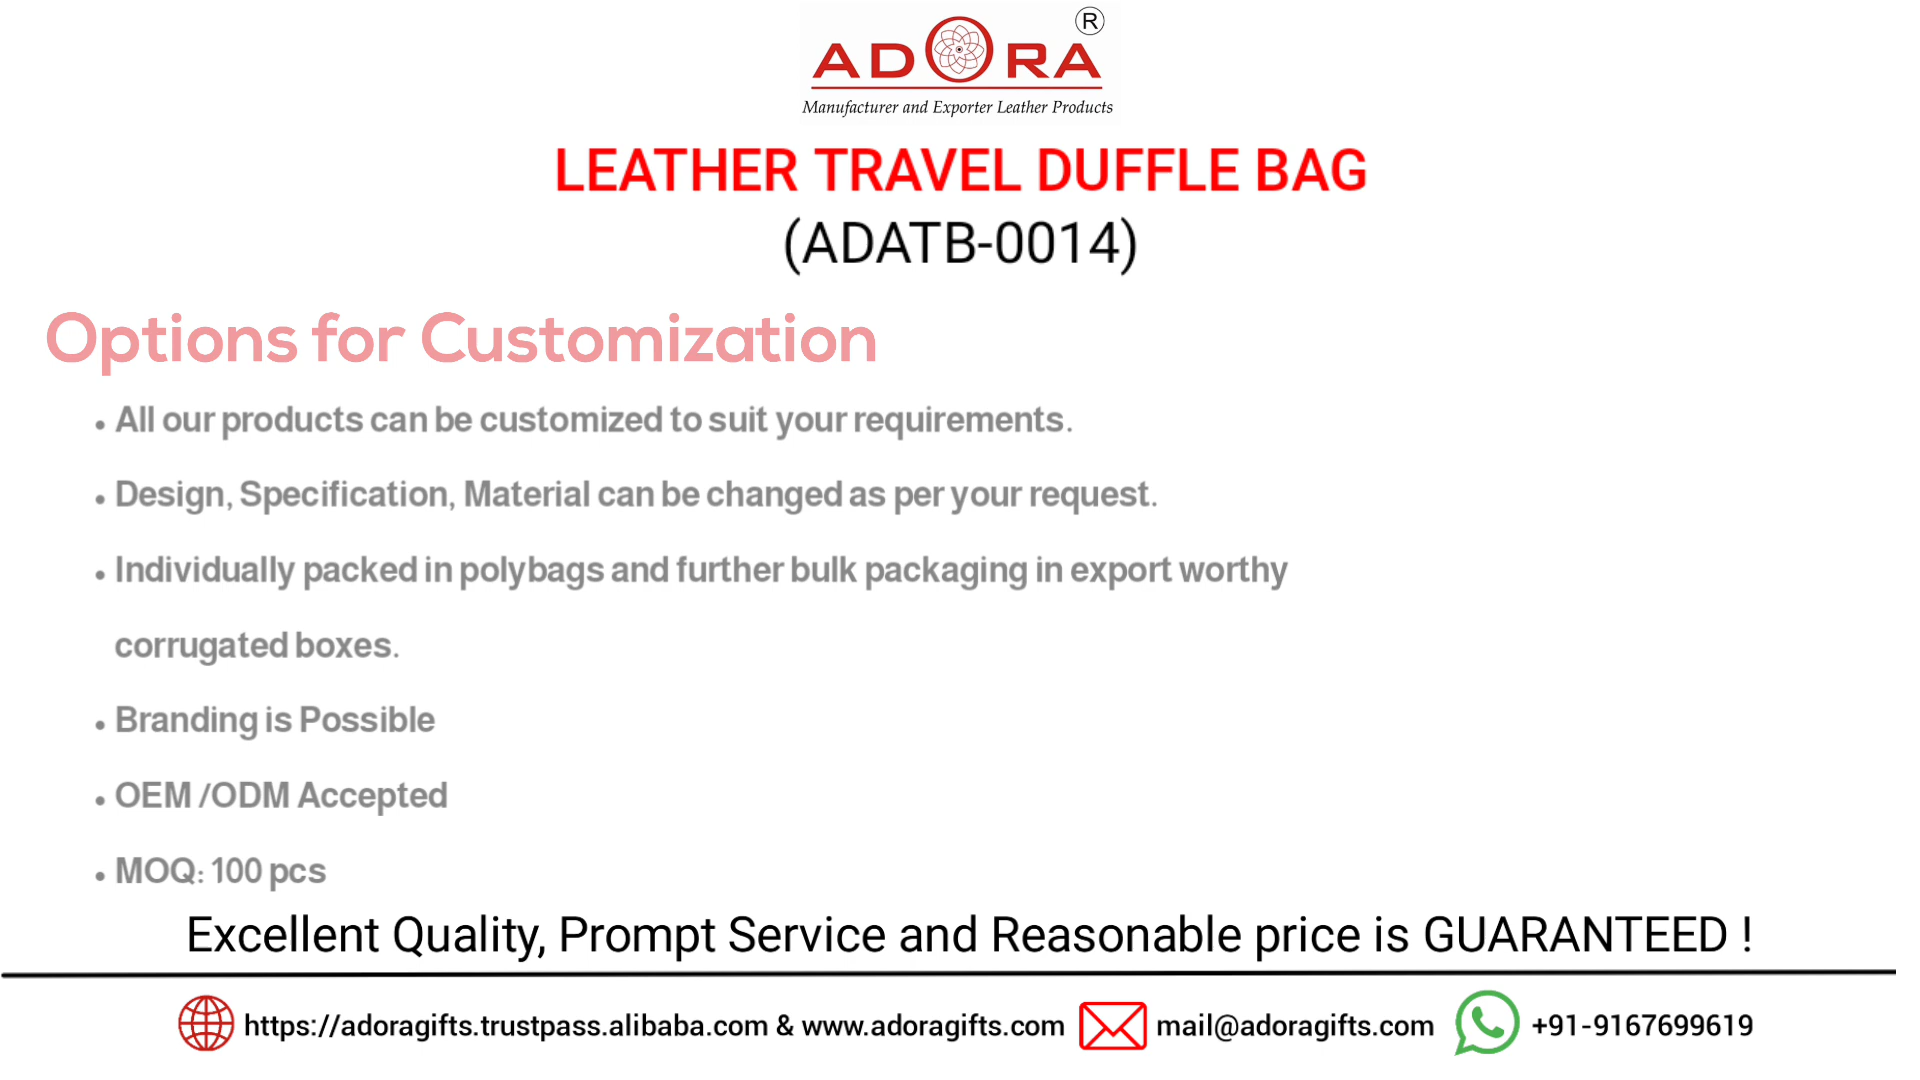 ADORA ®
Manufacturer and Exporter Leather Products
LEATHER TRAVEL DUFFLE BAG
(ADATB-0014)
Options for Customization
• All our products can be customized to suit your requirements.
• Design, Specification, Material can be changed as per your request.
• Individually packed in polybags and further bulk packaging in export worthy
corrugated boxes.
• Branding is Possible
• OEM /ODM Accepted
• MOQ: 100 pcs
Excellent Quality, Prompt Service and Reasonable price is GUARANTEED !
https://adoragifts.trustpass.alibaba.com & www.adoragifts.com mail@adoragifts.com +91-9167699619